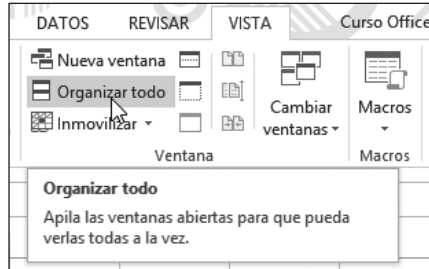 DATOS REVISAR VISTA Curso Office
Nueva ventana
Organizar todo
Inmovilizar
Cambiar
ventanas
Macros
Ventana
Macros
Organizar todo
Apila las ventanas abiertas para que pueda
verlas todas a la vez.